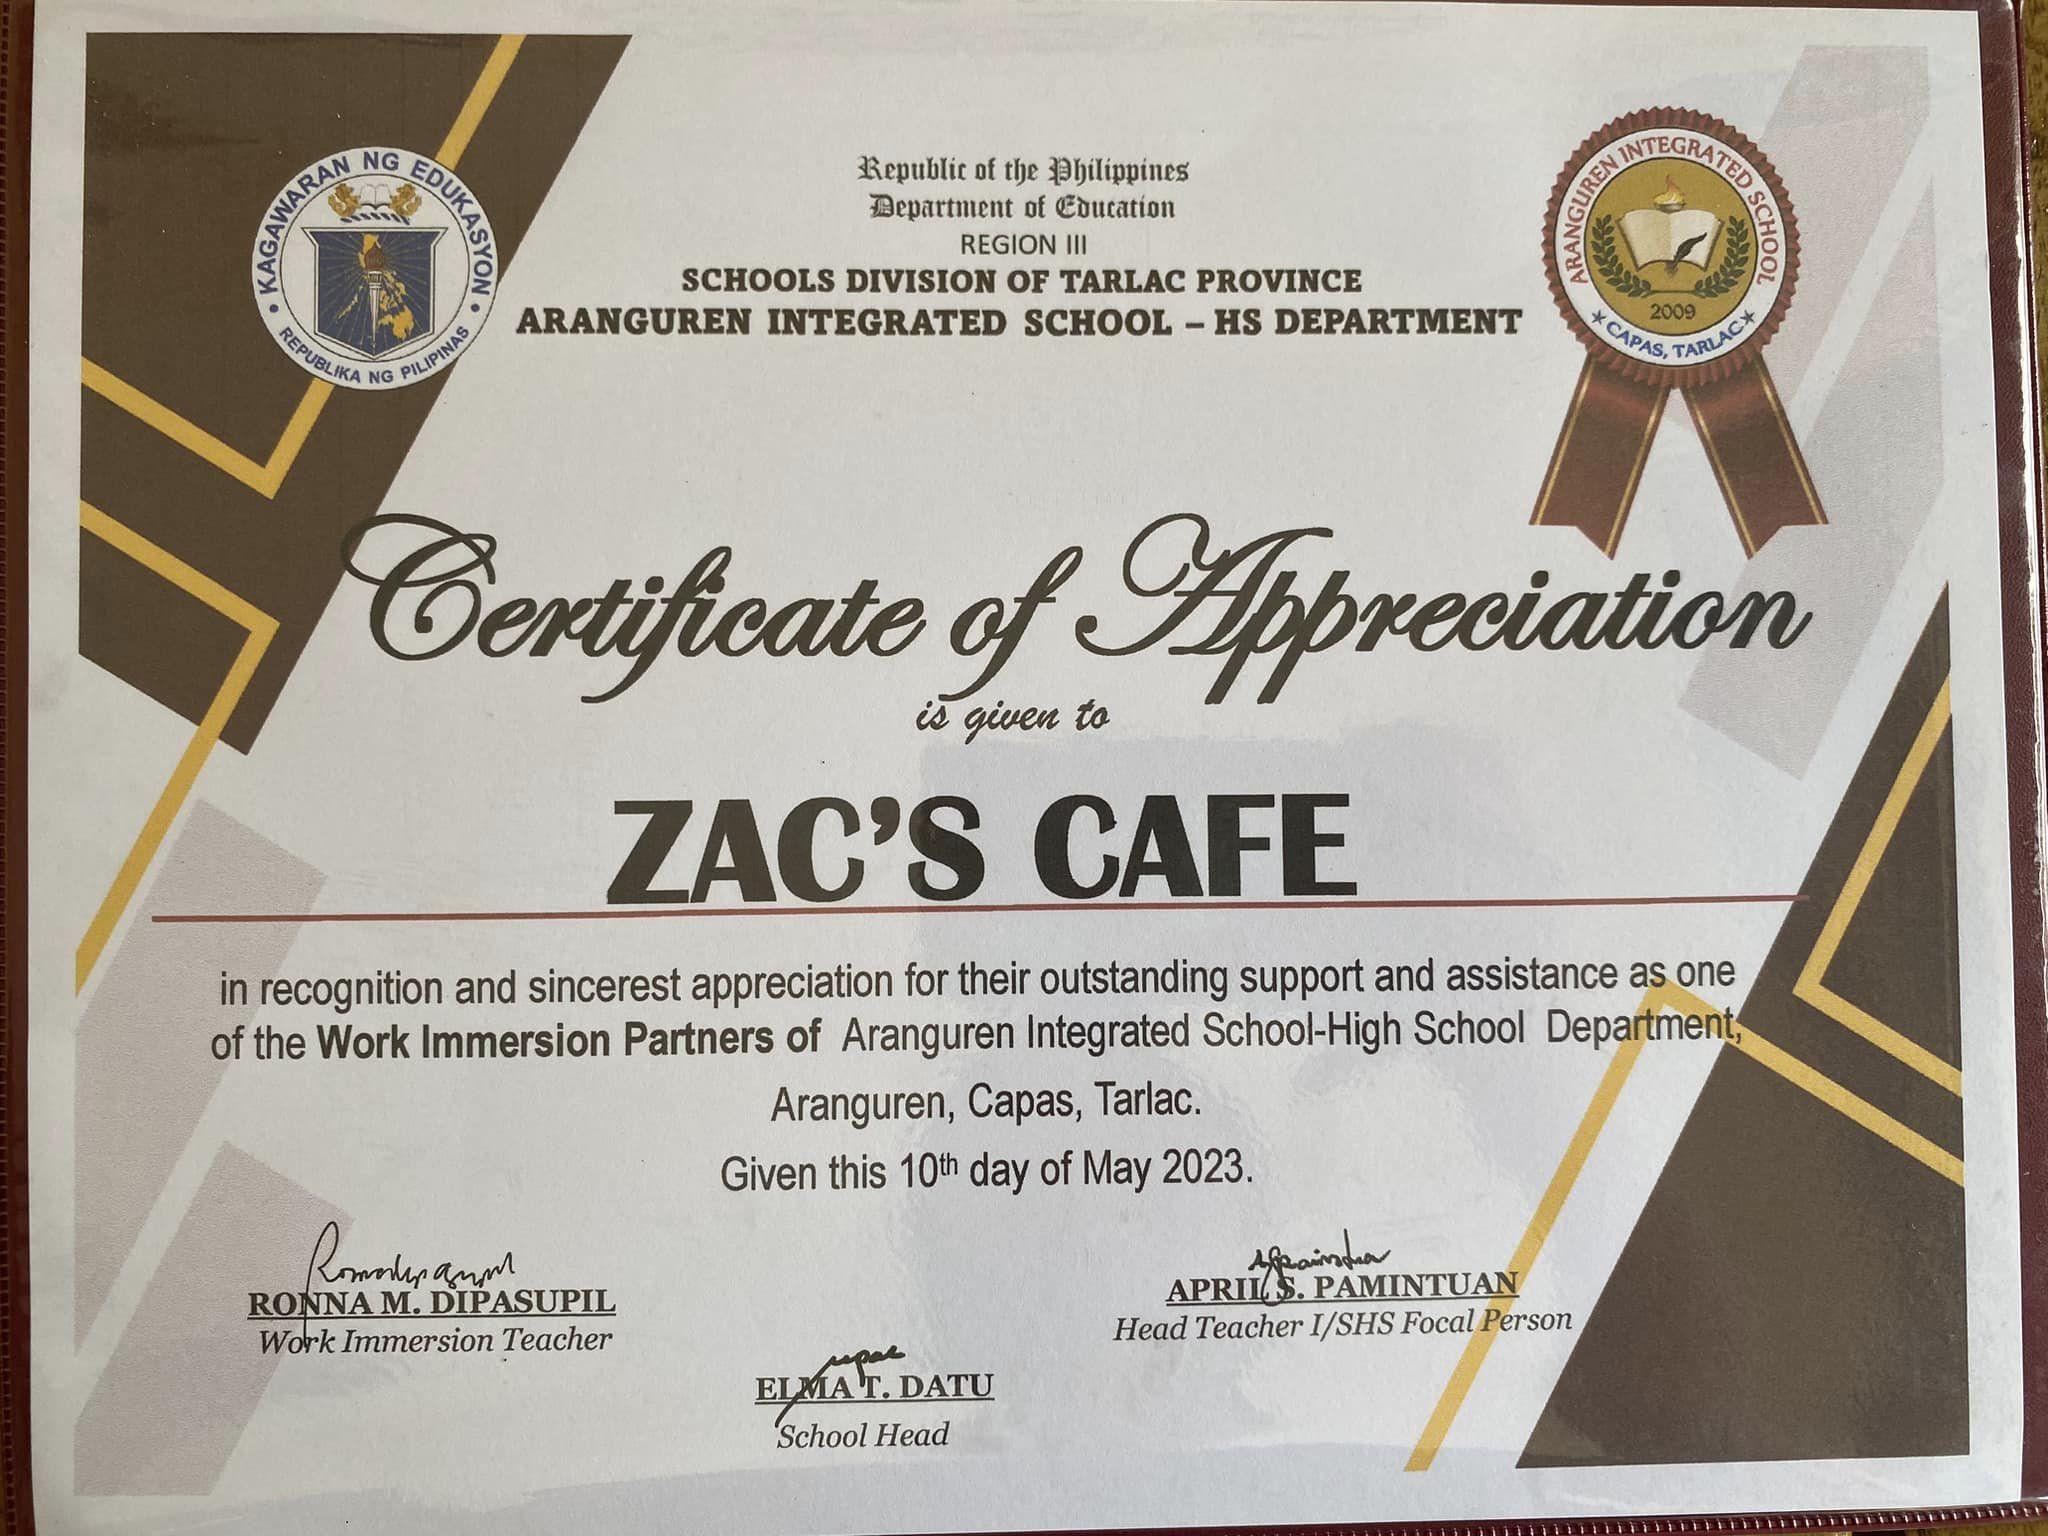 KAGAWARAN NG EDUKASYON
REPUBLIKA NG PILIPINAS
Republic of the Philippines
Department of Education
REGION III
SCHOOLS DIVISION OF TARLAC PROVINCE
ARANGUREN INTEGRATED SCHOOL – HS DEPARTMENT
ARANGUREN INTEGRATED SCHOOL
2009
CAPAS, TARLAC
Certificate of Appreciation
is given to
ZAC'S CAFE
in recognition and sincerest appreciation for their outstanding support and assistance as one
of the Work Immersion Partners of Aranguren Integrated School-High School Department,
Aranguren, Capas, Tarlac.
Given this 10th day of May 2023.
RONNA M. DIPASUPIL
Work Immersion Teacher
APRIL S. PAMINTUAN
Head Teacher I/SHS Focal Person
ELMA T. DATU
School Head